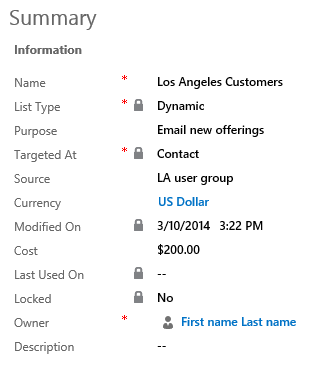 Summary
Information
Name * Los Angeles Customers
List Type * Dynamic
Purpose Email new offerings
Targeted At * Contact
Source LA user group
Currency US Dollar
Modified On 3/10/2014 3:22 PM
Cost $200.00
Last Used On --
Locked No
Owner * First name Last name
Description --